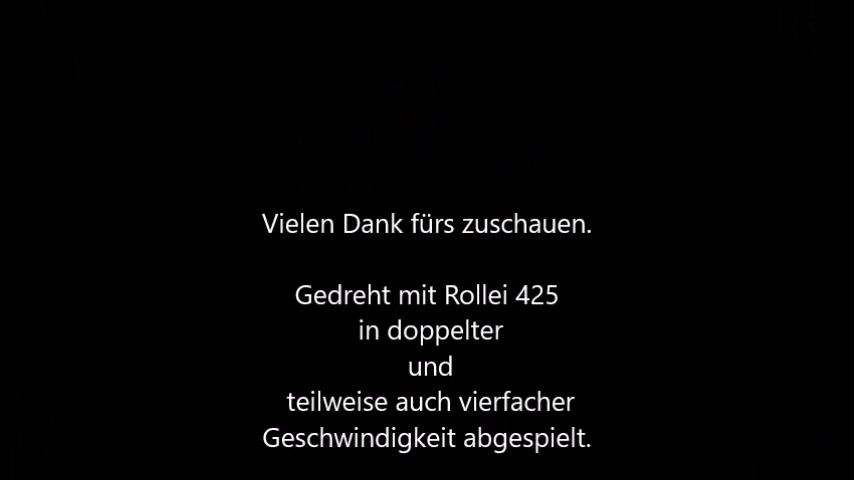 Vielen Dank fürs zuschauen.
Gedreht mit Rollei 425
in doppelter
und
teilweise auch vierfacher
Geschwindigkeit abgespielt.